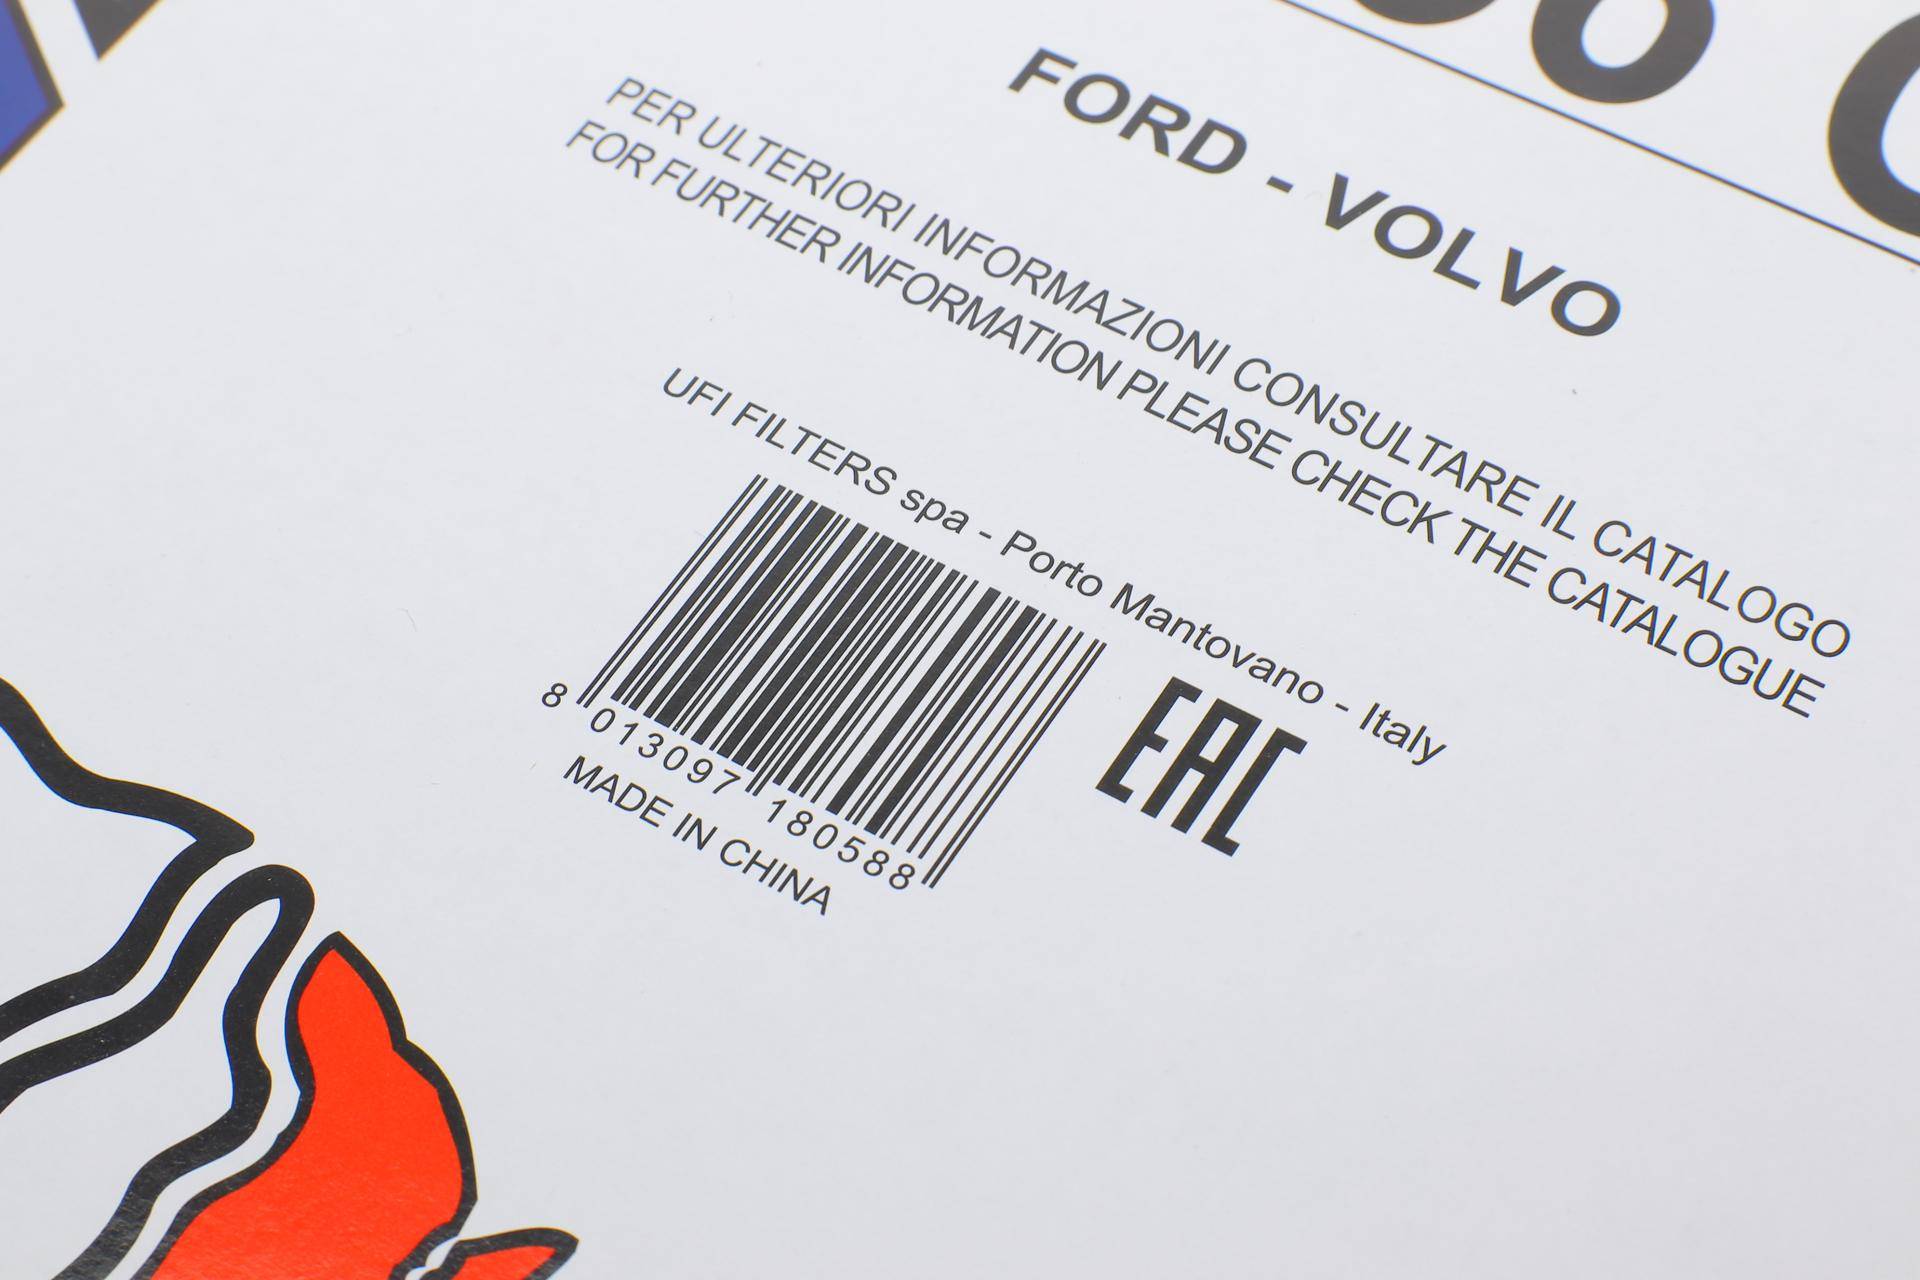 FORD - VOLVO
PER ULTERIORI INFORMAZIONI CONSULTARE IL CATALOGO
FOR FURTHER INFORMATION PLEASE CHECK THE CATALOGUE
UFI FILTERS spa - Porto Mantovano - Italy
8 013097 180588
EAC
MADE IN CHINA